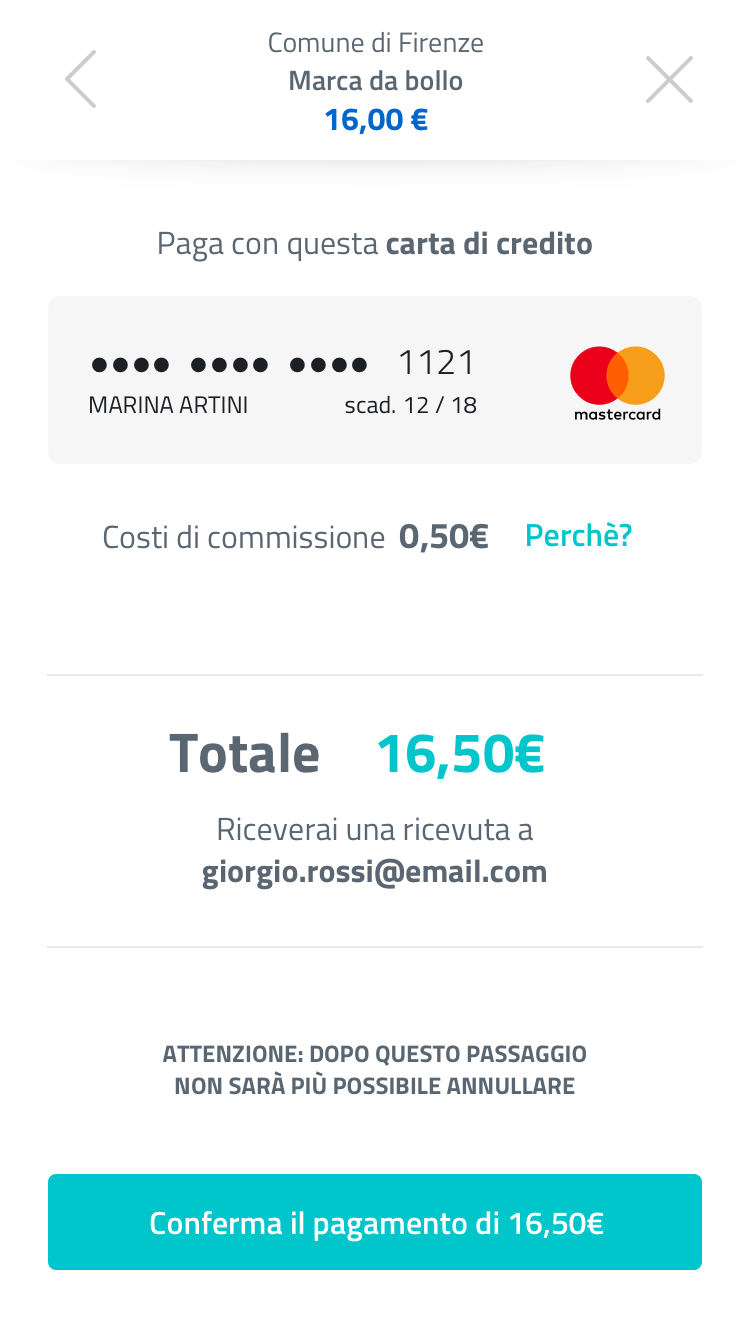 Comune di Firenze
Marca da bollo
16,00 €
Paga con questa carta di credito
•••• •••• •••• 1121
MARINA ARTINI scad. 12 / 18
mastercard
Costi di commissione 0,50€ Perchè?
Totale 16,50€
Riceverai una ricevuta a
giorgio.rossi@email.com
ATTENZIONE: DOPO QUESTO PASSAGGIO
NON SARÀ PIÙ POSSIBILE ANNULLARE
Conferma il pagamento di 16,50€